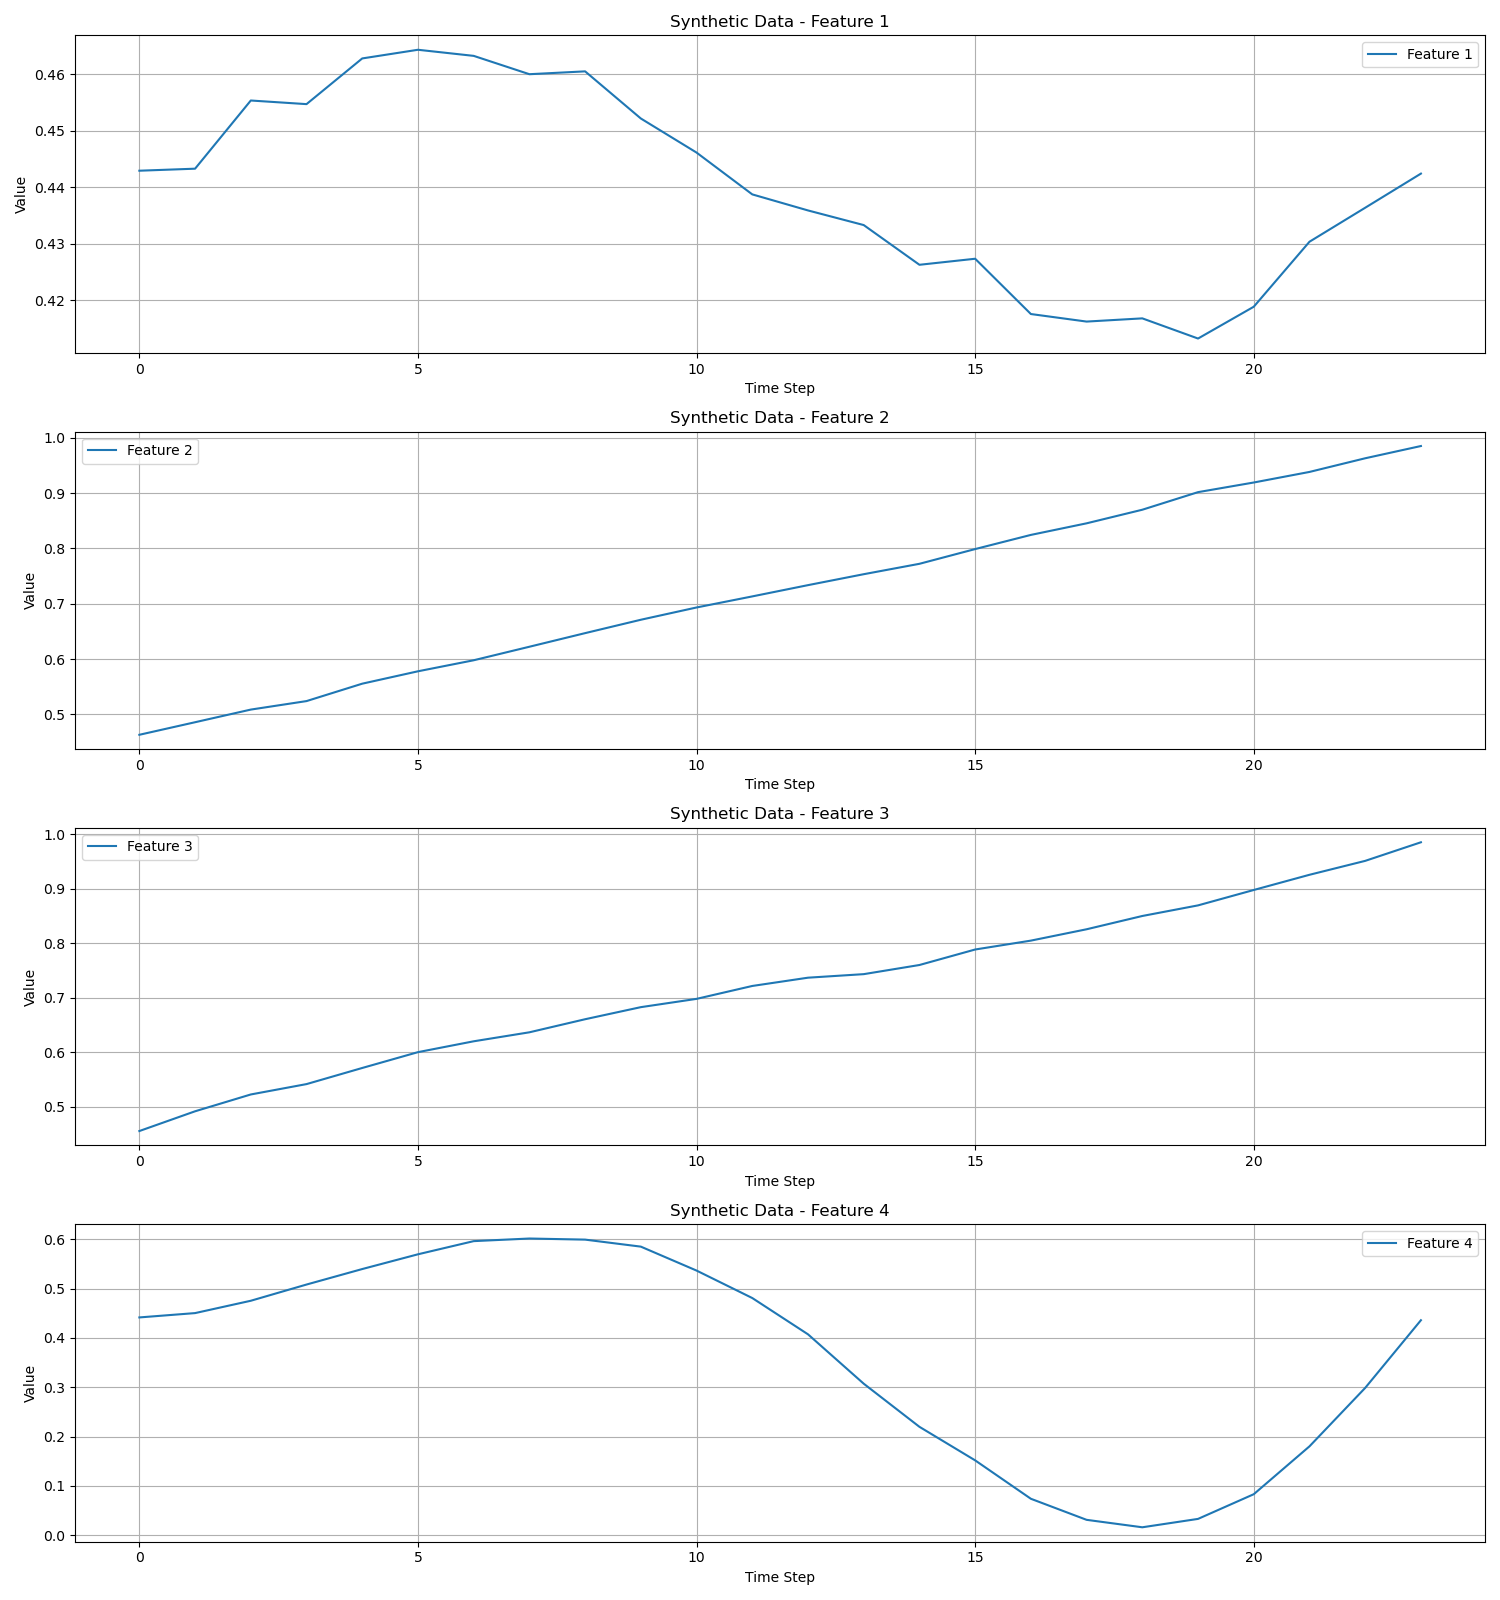 Synthetic Data - Feature 1
Feature 1
Value
0.46
0.45
0.44
0.43
0.42
0 5 10 15 20
Time Step
Synthetic Data - Feature 2
Feature 2
Value
1.0
0.9
0.8
0.7
0.6
0.5
0 5 10 15 20
Time Step
Synthetic Data - Feature 3
Feature 3
Value
1.0
0.9
0.8
0.7
0.6
0.5
0 5 10 15 20
Time Step
Synthetic Data - Feature 4
Feature 4
Value
0.6
0.5
0.4
0.3
0.2
0.1
0.0
0 5 10 15 20
Time Step